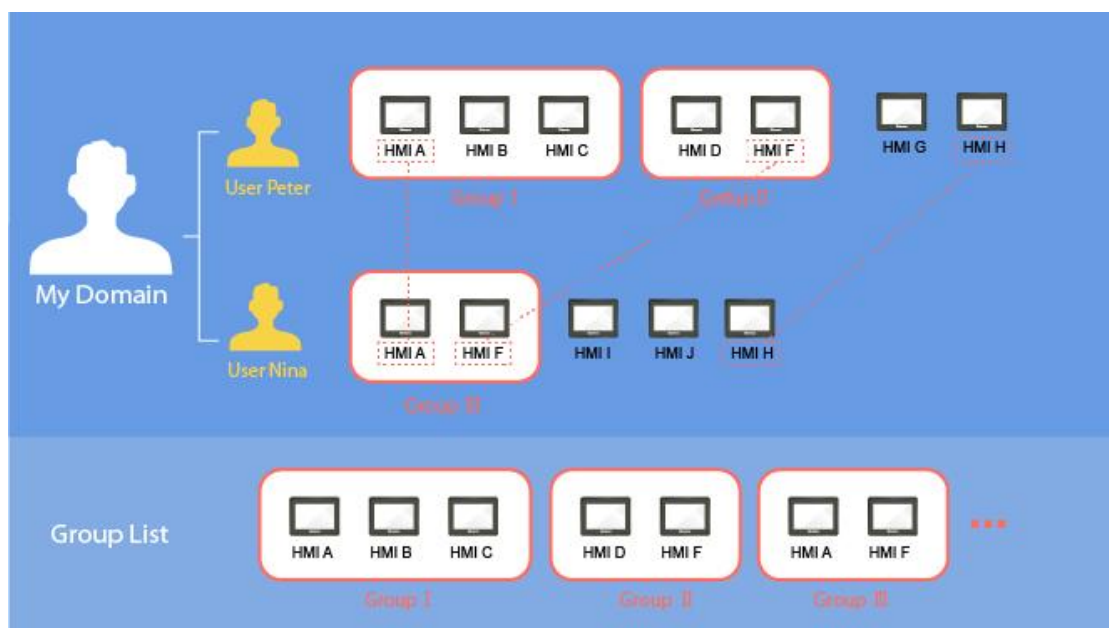 HMI A HMI B HMI C HMI D HMI F HMI G HMI H
User Peter
Group I Group II
My Domain
HMI A HMI F HMI I HMI J HMI H
User Nina
Group III
Group List
HMI A HMI B HMI C HMI D HMI F HMI A HMI F
...
Group I Group II Group III